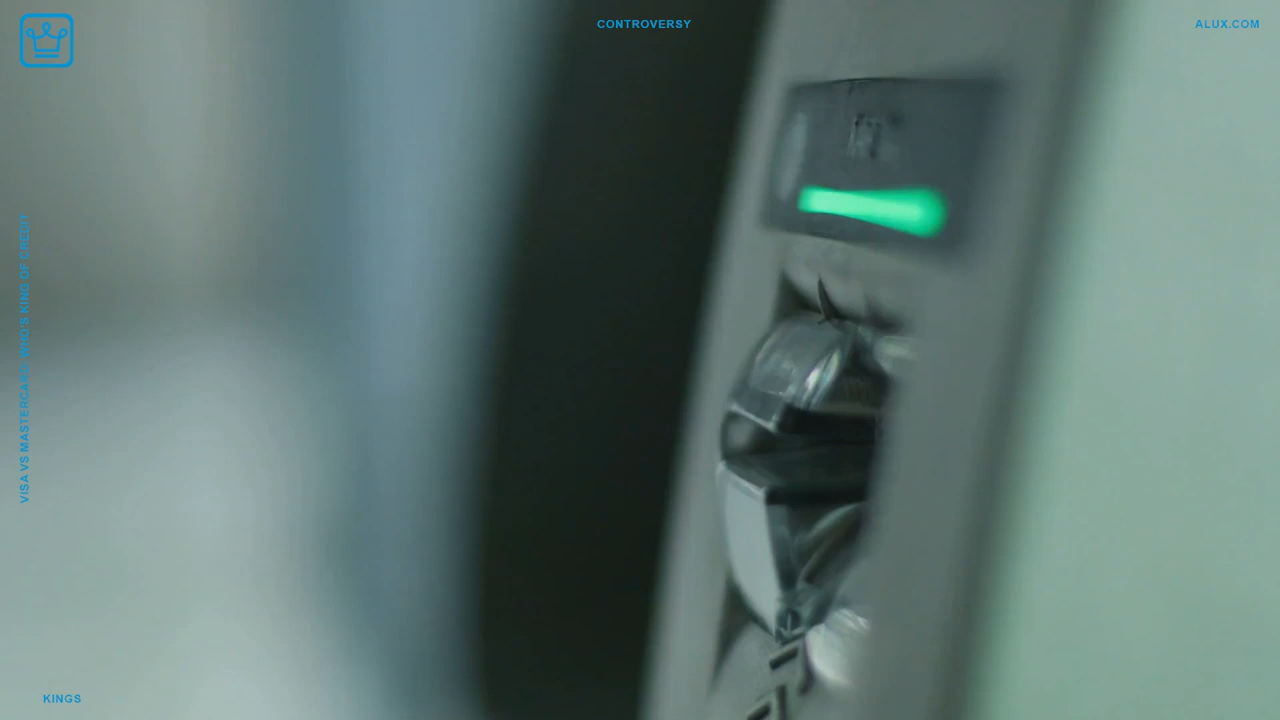 CONTROVERSY
ALUX.COM
VISA VS MASTERCARD: WHO'S KING OF CREDIT
KINGS